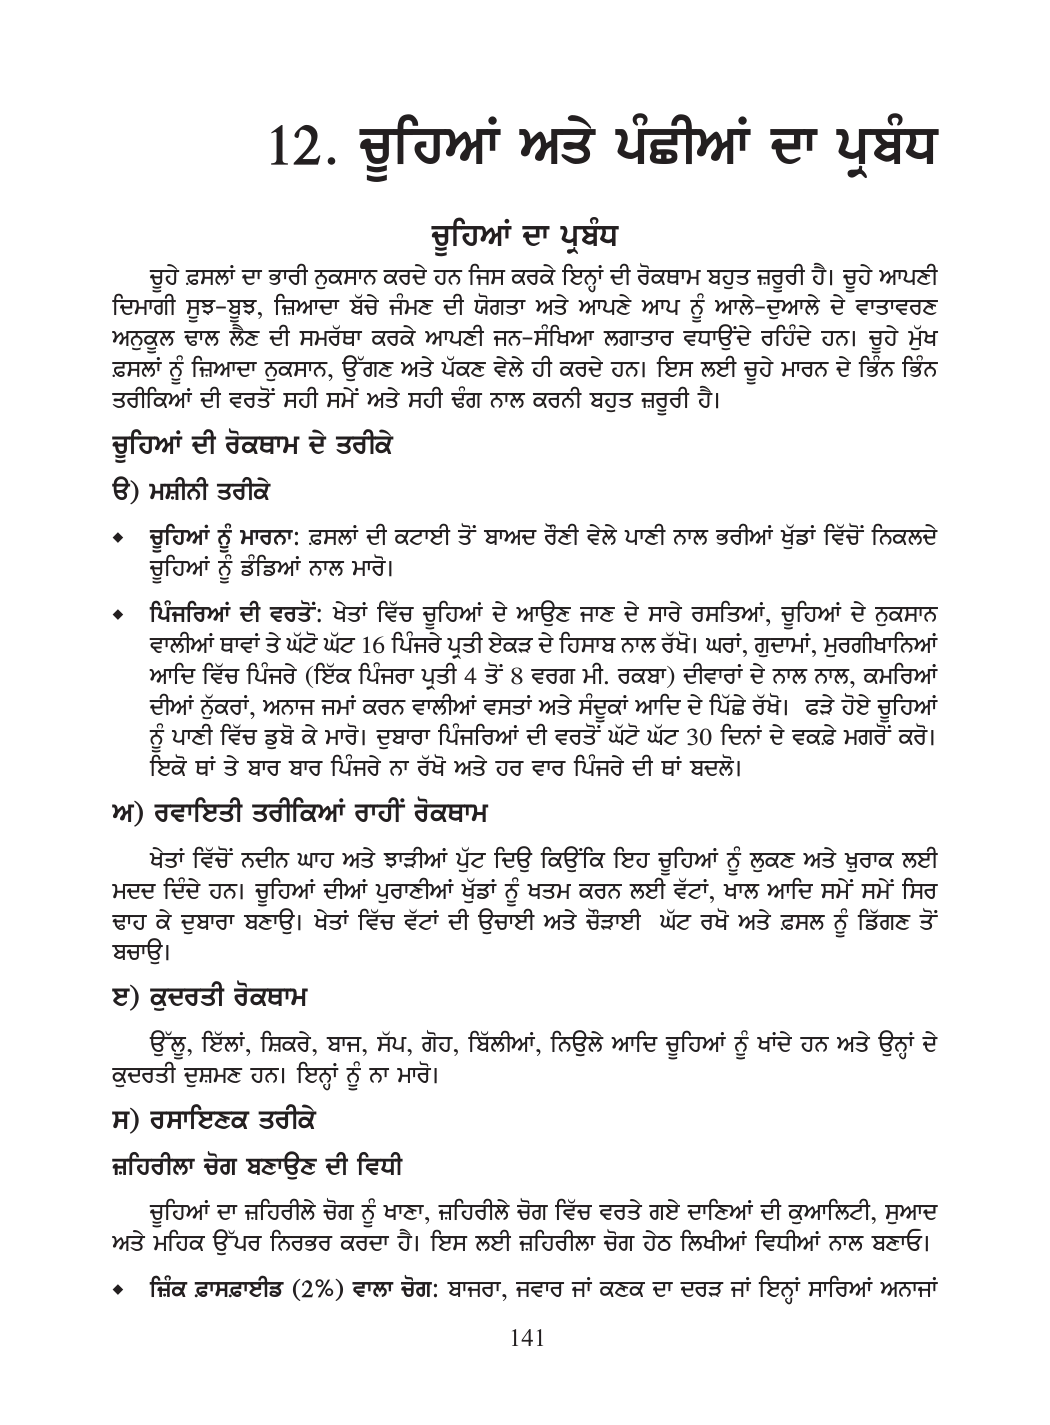 12. ਚੂਹਿਆਂ ਅਤੇ ਪੰਛੀਆਂ ਦਾ ਪ੍ਰਬੰਧ
ਚੂਹਿਆਂ ਦਾ ਪ੍ਰਬੰਧ
ਚੂਹੇ ਫ਼ਸਲਾਂ ਦਾ ਭਾਰੀ ਨੁਕਸਾਨ ਕਰਦੇ ਹਨ ਜਿਸ ਕਰਕੇ ਇਨ੍ਹਾਂ ਦੀ ਰੋਕਥਾਮ ਬਹੁਤ ਜ਼ਰੂਰੀ ਹੈ। ਚੂਹੇ ਆਪਣੀ
ਦਿਮਾਗੀ ਸੂਝ-ਬੂਝ, ਜ਼ਿਆਦਾ ਬੱਚੇ ਜੰਮਣ ਦੀ ਯੋਗਤਾ ਅਤੇ ਆਪਣੇ ਆਪ ਨੂੰ ਆਲੇ-ਦੁਆਲੇ ਦੇ ਵਾਤਾਵਰਣ
ਅਨੁਕੂਲ ਢਾਲ ਲੈਣ ਦੀ ਸਮਰੱਥਾ ਕਰਕੇ ਆਪਣੀ ਜਨ-ਸੰਖਿਆ ਲਗਾਤਾਰ ਵਧਾਉਂਦੇ ਰਹਿੰਦੇ ਹਨ। ਚੂਹੇ ਮੁੱਖ
ਫ਼ਸਲਾਂ ਨੂੰ ਜ਼ਿਆਦਾ ਨੁਕਸਾਨ, ਉੱਗਣ ਅਤੇ ਪੱਕਣ ਵੇਲੇ ਹੀ ਕਰਦੇ ਹਨ। ਇਸ ਲਈ ਚੂਹੇ ਮਾਰਨ ਦੇ ਭਿੰਨ ਭਿੰਨ
ਤਰੀਕਿਆਂ ਦੀ ਵਰਤੋਂ ਸਹੀ ਸਮੇਂ ਅਤੇ ਸਹੀ ਢੰਗ ਨਾਲ ਕਰਨੀ ਬਹੁਤ ਜ਼ਰੂਰੀ ਹੈ।
ਚੂਹਿਆਂ ਦੀ ਰੋਕਥਾਮ ਦੇ ਤਰੀਕੇ
ੳ) ਮਸ਼ੀਨੀ ਤਰੀਕੇ
◆ ਚੂਹਿਆਂ ਨੂੰ ਮਾਰਨਾ: ਫ਼ਸਲਾਂ ਦੀ ਕਟਾਈ ਤੋਂ ਬਾਅਦ ਰੌਣੀ ਵੇਲੇ ਪਾਣੀ ਨਾਲ ਭਰੀਆਂ ਖੁੱਡਾਂ ਵਿੱਚੋਂ ਨਿਕਲਦੇ
ਚੂਹਿਆਂ ਨੂੰ ਡੰਡਿਆਂ ਨਾਲ ਮਾਰੋ।
◆ ਪਿੰਜਰਿਆਂ ਦੀ ਵਰਤੋਂ: ਖੇਤਾਂ ਵਿੱਚ ਚੂਹਿਆਂ ਦੇ ਆਉਣ ਜਾਣ ਦੇ ਸਾਰੇ ਰਸਤਿਆਂ, ਚੂਹਿਆਂ ਦੇ ਨੁਕਸਾਨ
ਵਾਲੀਆਂ ਥਾਵਾਂ ਤੇ ਘੱਟੋ ਘੱਟ 16 ਪਿੰਜਰੇ ਪ੍ਰਤੀ ਏਕੜ ਦੇ ਹਿਸਾਬ ਨਾਲ ਰੱਖੋ। ਘਰਾਂ, ਗੁਦਾਮਾਂ, ਮੁਰਗੀਖਾਨਿਆਂ
ਆਦਿ ਵਿੱਚ ਪਿੰਜਰੇ (ਇੱਕ ਪਿੰਜਰਾ ਪ੍ਰਤੀ 4 ਤੋਂ 8 ਵਰਗ ਮੀ. ਰਕਬਾ) ਦੀਵਾਰਾਂ ਦੇ ਨਾਲ ਨਾਲ, ਕਮਰਿਆਂ
ਦੀਆਂ ਨੁੱਕਰਾਂ, ਅਨਾਜ ਜਮਾਂ ਕਰਨ ਵਾਲੀਆਂ ਵਸਤਾਂ ਅਤੇ ਸੰਦੂਕਾਂ ਆਦਿ ਦੇ ਪਿੱਛੇ ਰੱਖੋ। ਫੜੇ ਹੋਏ ਚੂਹਿਆਂ
ਨੂੰ ਪਾਣੀ ਵਿੱਚ ਡੁਬੋ ਕੇ ਮਾਰੋ। ਦੁਬਾਰਾ ਪਿੰਜਰਿਆਂ ਦੀ ਵਰਤੋਂ ਘੱਟੋ ਘੱਟ 30 ਦਿਨਾਂ ਦੇ ਵਕਫ਼ੇ ਮਗਰੋਂ ਕਰੋ।
ਇਕੋ ਥਾਂ ਤੇ ਬਾਰ ਬਾਰ ਪਿੰਜਰੇ ਨਾ ਰੱਖੋ ਅਤੇ ਹਰ ਵਾਰ ਪਿੰਜਰੇ ਦੀ ਥਾਂ ਬਦਲੋ।
ਅ) ਰਵਾਇਤੀ ਤਰੀਕਿਆਂ ਰਾਹੀਂ ਰੋਕਥਾਮ
ਖੇਤਾਂ ਵਿੱਚੋਂ ਨਦੀਨ ਘਾਹ ਅਤੇ ਝਾੜੀਆਂ ਪੁੱਟ ਦਿਉ ਕਿਉਂਕਿ ਇਹ ਚੂਹਿਆਂ ਨੂੰ ਲੁਕਣ ਅਤੇ ਖ਼ੁਰਾਕ ਲਈ
ਮਦਦ ਦਿੰਦੇ ਹਨ। ਚੂਹਿਆਂ ਦੀਆਂ ਪੁਰਾਣੀਆਂ ਖੁੱਡਾਂ ਨੂੰ ਖਤਮ ਕਰਨ ਲਈ ਵੱਟਾਂ, ਖਾਲ ਆਦਿ ਸਮੇਂ ਸਮੇਂ ਸਿਰ
ਢਾਹ ਕੇ ਦੁਬਾਰਾ ਬਣਾਉ। ਖੇਤਾਂ ਵਿੱਚ ਵੱਟਾਂ ਦੀ ਉਚਾਈ ਅਤੇ ਚੌੜਾਈ ਘੱਟ ਰਖੋ ਅਤੇ ਫ਼ਸਲ ਨੂੰ ਡਿੱਗਣ ਤੋਂ
ਬਚਾਉ।
ੲ) ਕੁਦਰਤੀ ਰੋਕਥਾਮ
ਉੱਲੂ, ਇੱਲਾਂ, ਸ਼ਿਕਰੇ, ਬਾਜ, ਸੱਪ, ਗੋਹ, ਬਿੱਲੀਆਂ, ਨਿਉਲੇ ਆਦਿ ਚੂਹਿਆਂ ਨੂੰ ਖਾਂਦੇ ਹਨ ਅਤੇ ਉਨ੍ਹਾਂ ਦੇ
ਕੁਦਰਤੀ ਦੁਸ਼ਮਣ ਹਨ। ਇਨ੍ਹਾਂ ਨੂੰ ਨਾ ਮਾਰੋ।
ਸ) ਰਸਾਇਣਕ ਤਰੀਕੇ
ਜ਼ਹਿਰੀਲਾ ਚੋਗ ਬਣਾਉਣ ਦੀ ਵਿਧੀ
ਚੂਹਿਆਂ ਦਾ ਜ਼ਹਿਰੀਲੇ ਚੋਗ ਨੂੰ ਖਾਣਾ, ਜ਼ਹਿਰੀਲੇ ਚੋਗ ਵਿੱਚ ਵਰਤੇ ਗਏ ਦਾਣਿਆਂ ਦੀ ਕੁਆਲਿਟੀ, ਸੁਆਦ
ਅਤੇ ਮਹਿਕ ਉੱਪਰ ਨਿਰਭਰ ਕਰਦਾ ਹੈ। ਇਸ ਲਈ ਜ਼ਹਿਰੀਲਾ ਚੋਗ ਹੇਠ ਲਿਖੀਆਂ ਵਿਧੀਆਂ ਨਾਲ ਬਣਾਓ।
◆ ਜ਼ਿੰਕ ਫ਼ਾਸਫ਼ਾਈਡ (2%) ਵਾਲਾ ਚੋਗ: ਬਾਜਰਾ, ਜਵਾਰ ਜਾਂ ਕਣਕ ਦਾ ਦਰੜ ਜਾਂ ਇਨ੍ਹਾਂ ਸਾਰਿਆਂ ਅਨਾਜਾਂ
141